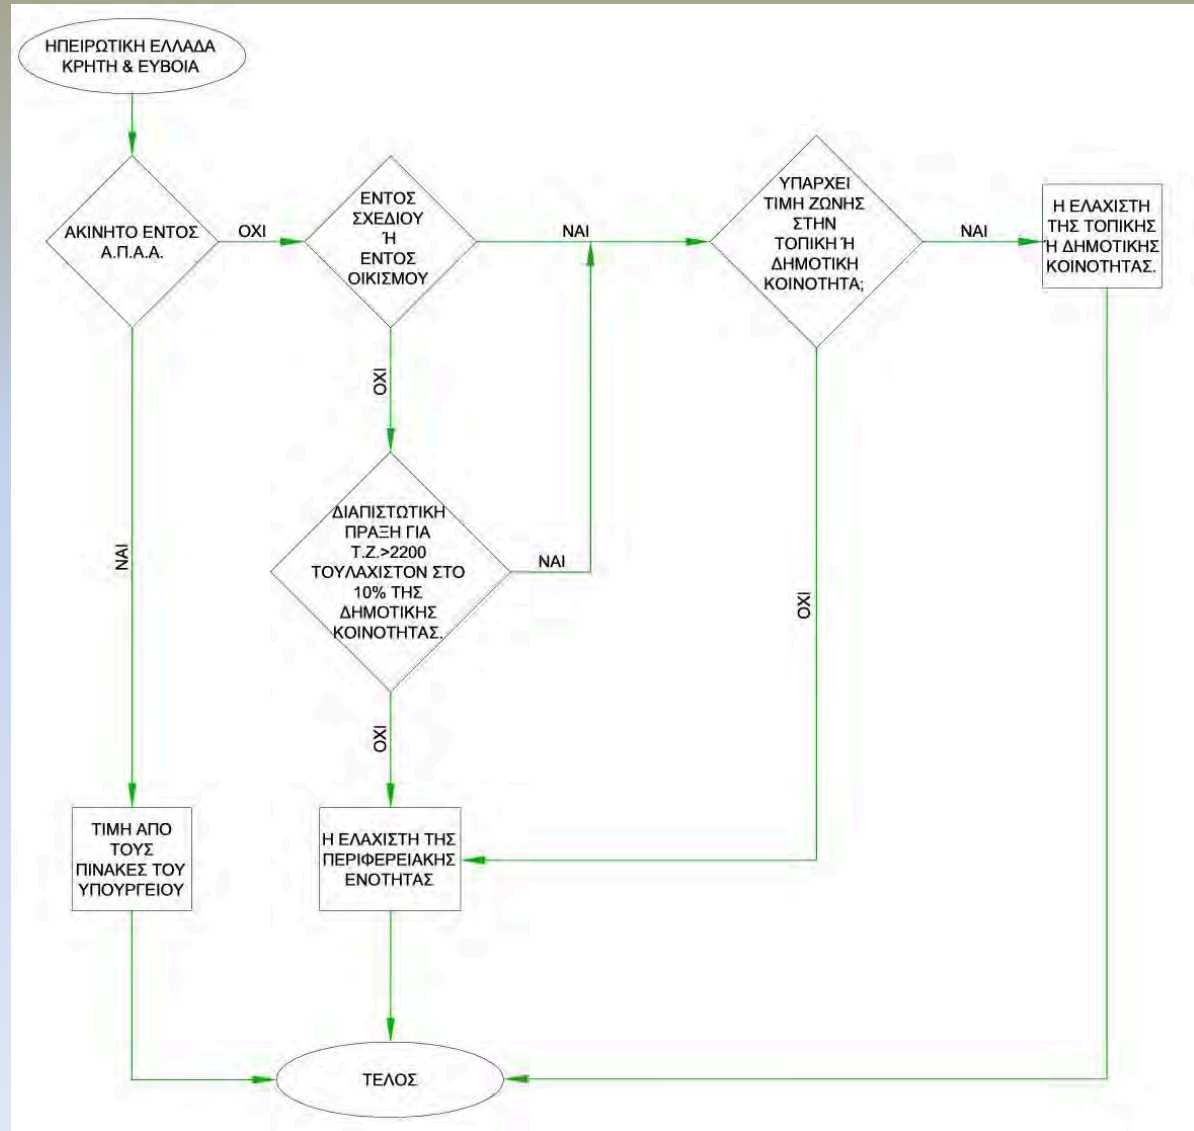 ΗΠΕΙΡΩΤΙΚΗ ΕΛΛΑΔΑ
ΚΡΗΤΗ & ΕΥΒΟΙΑ
ΑΚΙΝΗΤΟ ΕΝΤΟΣ
Α.Π.Α.Α.
ΟΧΙ
ΕΝΤΟΣ
ΣΧΕΔΙΟΥ
Ή
ΕΝΤΟΣ
ΟΙΚΙΣΜΟΥ
ΝΑΙ
ΥΠΑΡΧΕΙ
ΤΙΜΗ ΖΩΝΗΣ
ΣΤΗΝ
ΤΟΠΙΚΗ Ή
ΔΗΜΟΤΙΚΗ
ΚΟΙΝΟΤΗΤΑ;
ΝΑΙ
Η ΕΛΑΧΙΣΤΗ
ΤΗΣ ΤΟΠΙΚΗΣ
Ή ΔΗΜΟΤΙΚΗΣ
ΚΟΙΝΟΤΗΤΑΣ.
ΟΧΙ
ΔΙΑΠΙΣΤΩΤΙΚΗ
ΠΡΑΞΗ ΓΙΑ
Τ.Ζ.>2200
ΤΟΥΛΑΧΙΣΤΟΝ ΣΤΟ
10% ΤΗΣ
ΔΗΜΟΤΙΚΗΣ
ΚΟΙΝΟΤΗΤΑΣ.
ΝΑΙ
ΝΑΙ
ΟΧΙ
ΟΧΙ
ΤΙΜΗ ΑΠΟ
ΤΟΥΣ
ΠΙΝΑΚΕΣ ΤΟΥ
ΥΠΟΥΡΓΕΙΟΥ
Η ΕΛΑΧΙΣΤΗ ΤΗΣ
ΠΕΡΙΦΕΡΕΙΑΚΗΣ
ΕΝΟΤΗΤΑΣ
ΤΕΛΟΣ